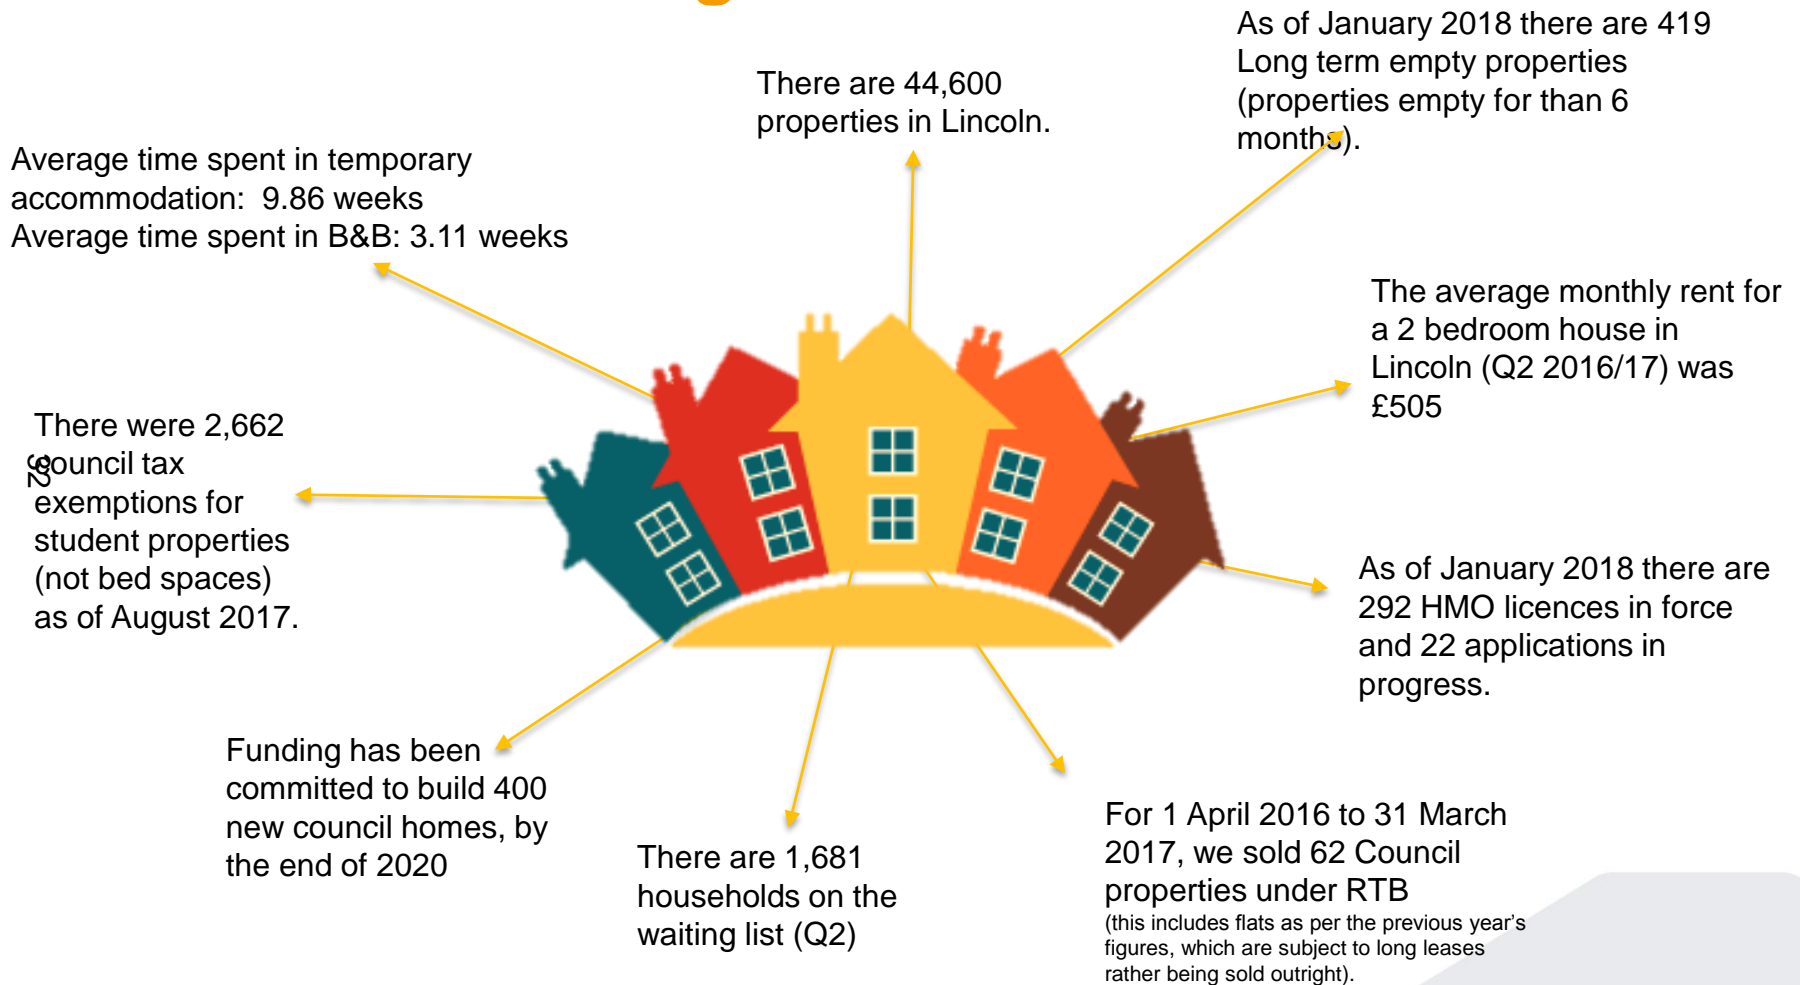 There are 44,600
properties in Lincoln.
As of January 2018 there are 419
Long term empty properties
(properties empty for than 6
months).
Average time spent in temporary
accommodation:  9.86 weeks
Average time spent in B&B: 3.11 weeks
The average monthly rent for
a 2 bedroom house in
Lincoln (Q2 2016/17) was
£505
There were 2,662
council tax
exemptions for
student properties
(not bed spaces)
as of August 2017.
32
As of January 2018 there are
292 HMO licences in force
and 22 applications in
progress.
Funding has been
committed to build 400
new council homes, by
the end of 2020
There are 1,681
households on the
waiting list (Q2)
For 1 April 2016 to 31 March
2017, we sold 62 Council
properties under RTB
(this includes flats as per the previous year's
figures, which are subject to long leases
rather being sold outright).